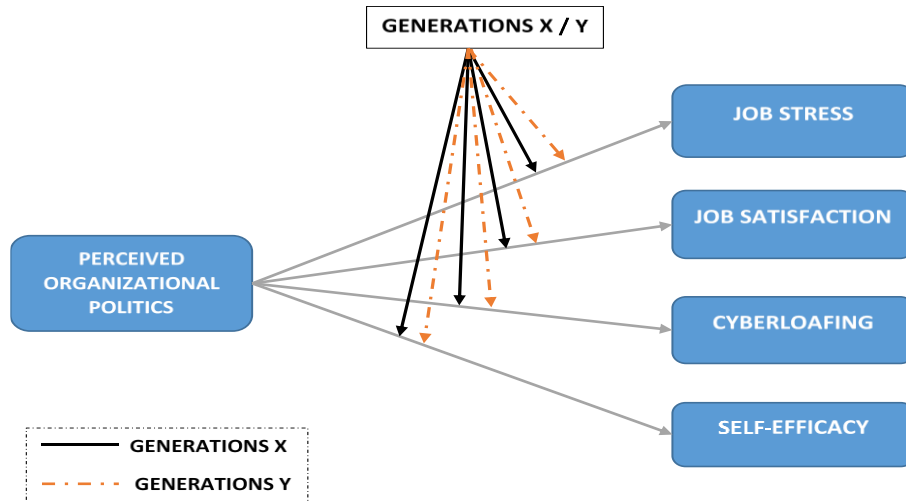 GENERATIONS X / Y
JOB STRESS
JOB SATISFACTION
PERCEIVED
ORGANIZATIONAL
POLITICS
CYBERLOAFING
SELF-EFFICACY
GENERATIONS X
GENERATIONS Y